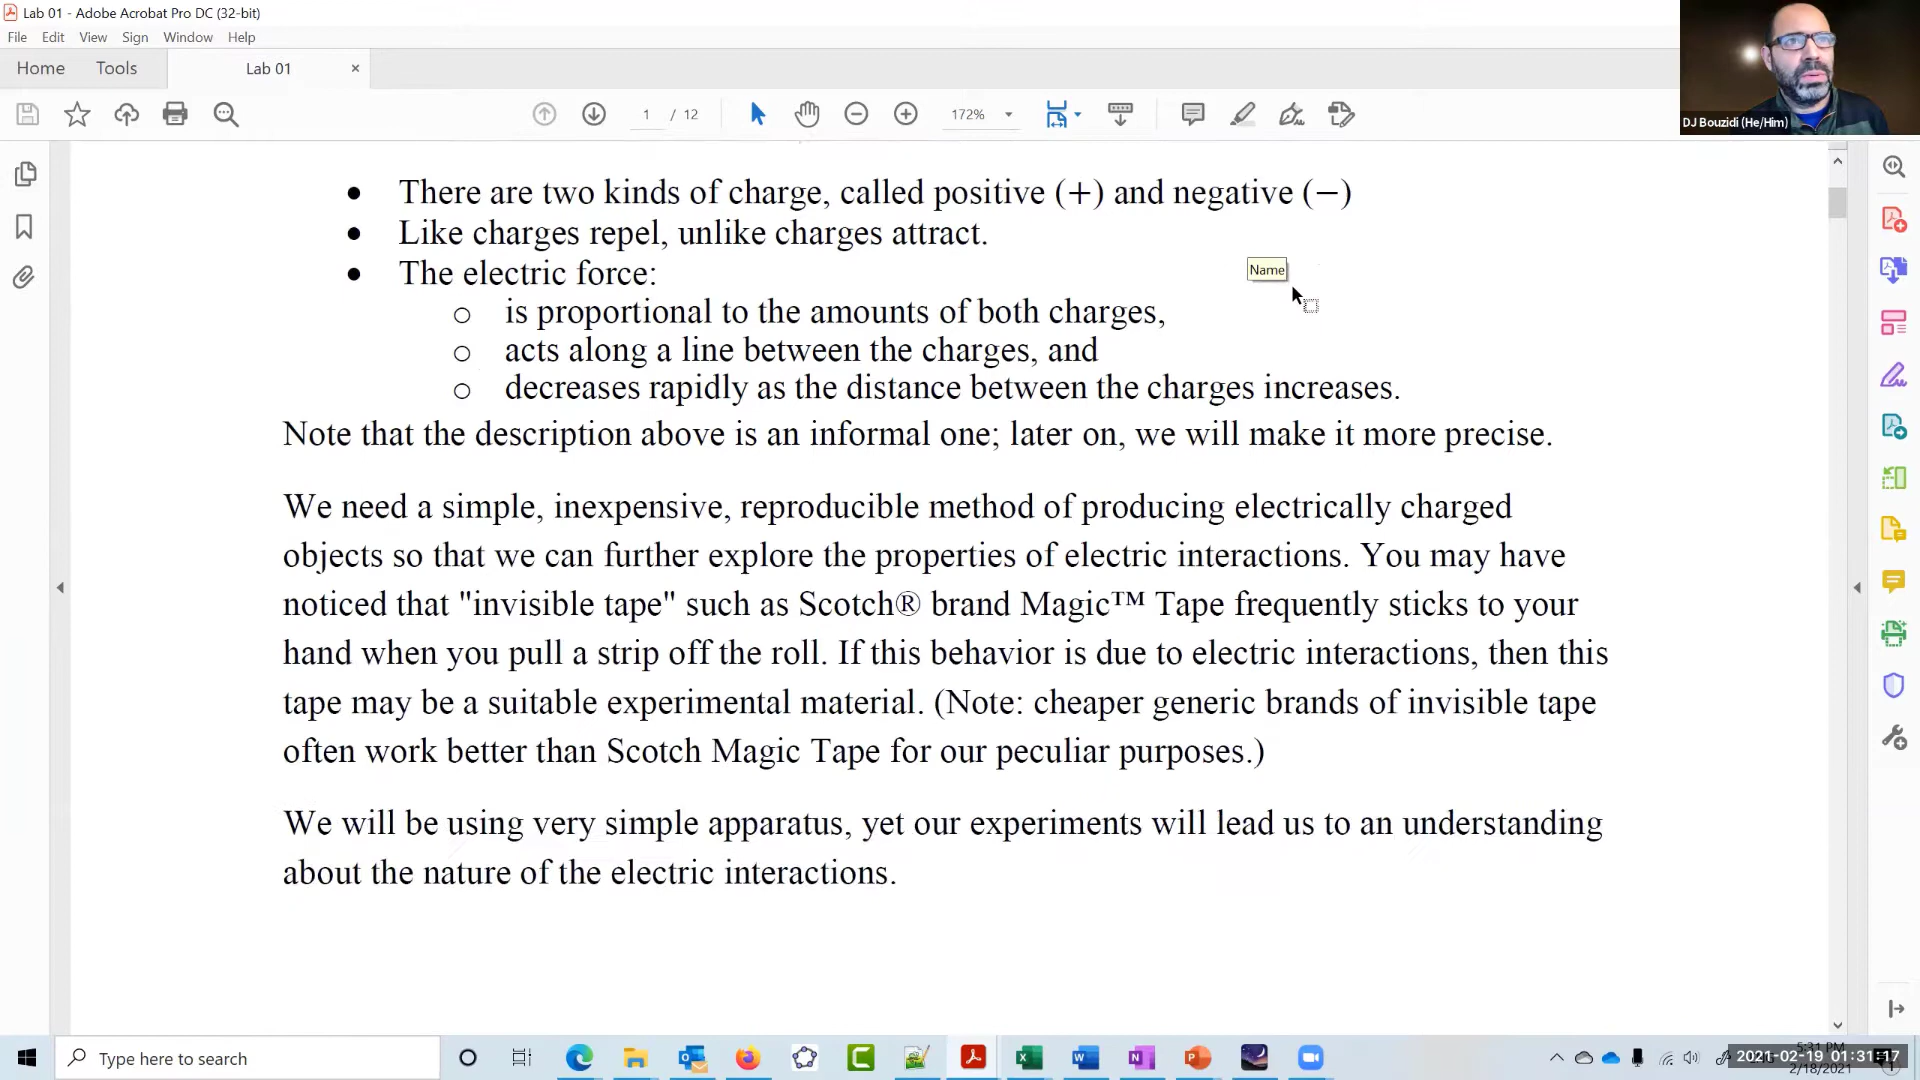 Lab 01 - Adobe Acrobat Pro DC (32-bit)
File Edit View Sign Window Help
Home Tools Lab 01 ×
1 / 12 172%
DJ Bouzidi (He/Him)
• There are two kinds of charge, called positive (+) and negative (−)
• Like charges repel, unlike charges attract.
• The electric force:
Name
o is proportional to the amounts of both charges,
o acts along a line between the charges, and
o decreases rapidly as the distance between the charges increases.
Note that the description above is an informal one; later on, we will make it more precise.
We need a simple, inexpensive, reproducible method of producing electrically charged
objects so that we can further explore the properties of electric interactions. You may have
noticed that "invisible tape" such as Scotch® brand Magic™ Tape frequently sticks to your
hand when you pull a strip off the roll. If this behavior is due to electric interactions, then this
tape may be a suitable experimental material. (Note: cheaper generic brands of invisible tape
often work better than Scotch Magic Tape for our peculiar purposes.)
We will be using very simple apparatus, yet our experiments will lead us to an understanding
about the nature of the electric interactions.
Type here to search
5:31 PM
2021-02-19 01:31:17
2/18/2021